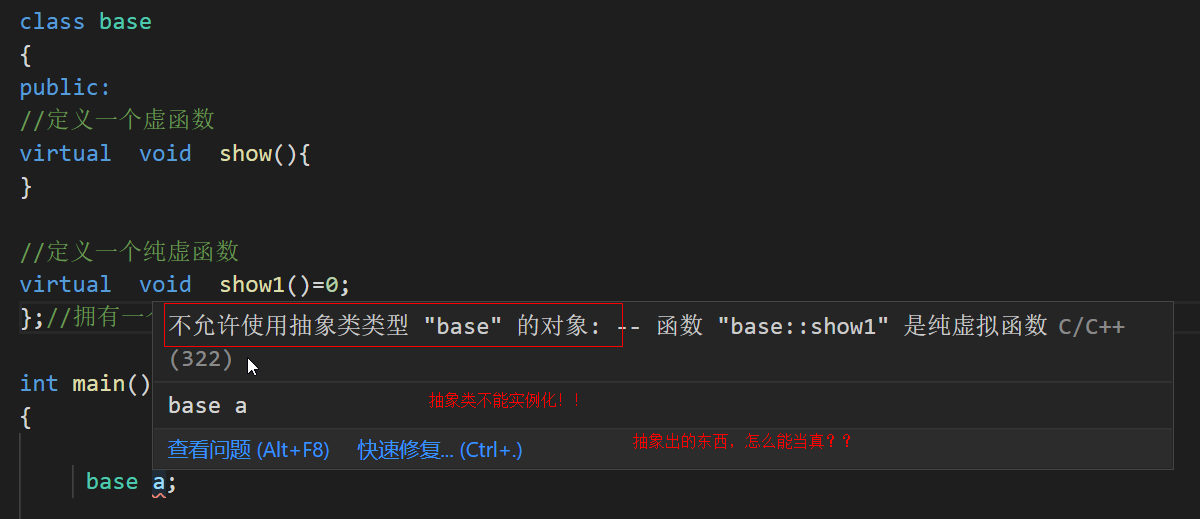 class base
{
public:
//定义一个虚函数
virtual  void  show(){
}
//定义一个纯虚函数
virtual  void  show1()=0;
};//拥有一个
不允许使用抽象类类型 "base" 的对象: -- 函数 "base::show1" 是纯虚拟函数 C/C++
(322)
int main()
base a
抽象类不能实例化！！
{
查看问题 (Alt+F8) 快速修复... (Ctrl+.)
抽象出的东西，怎么能当真？？
base a;